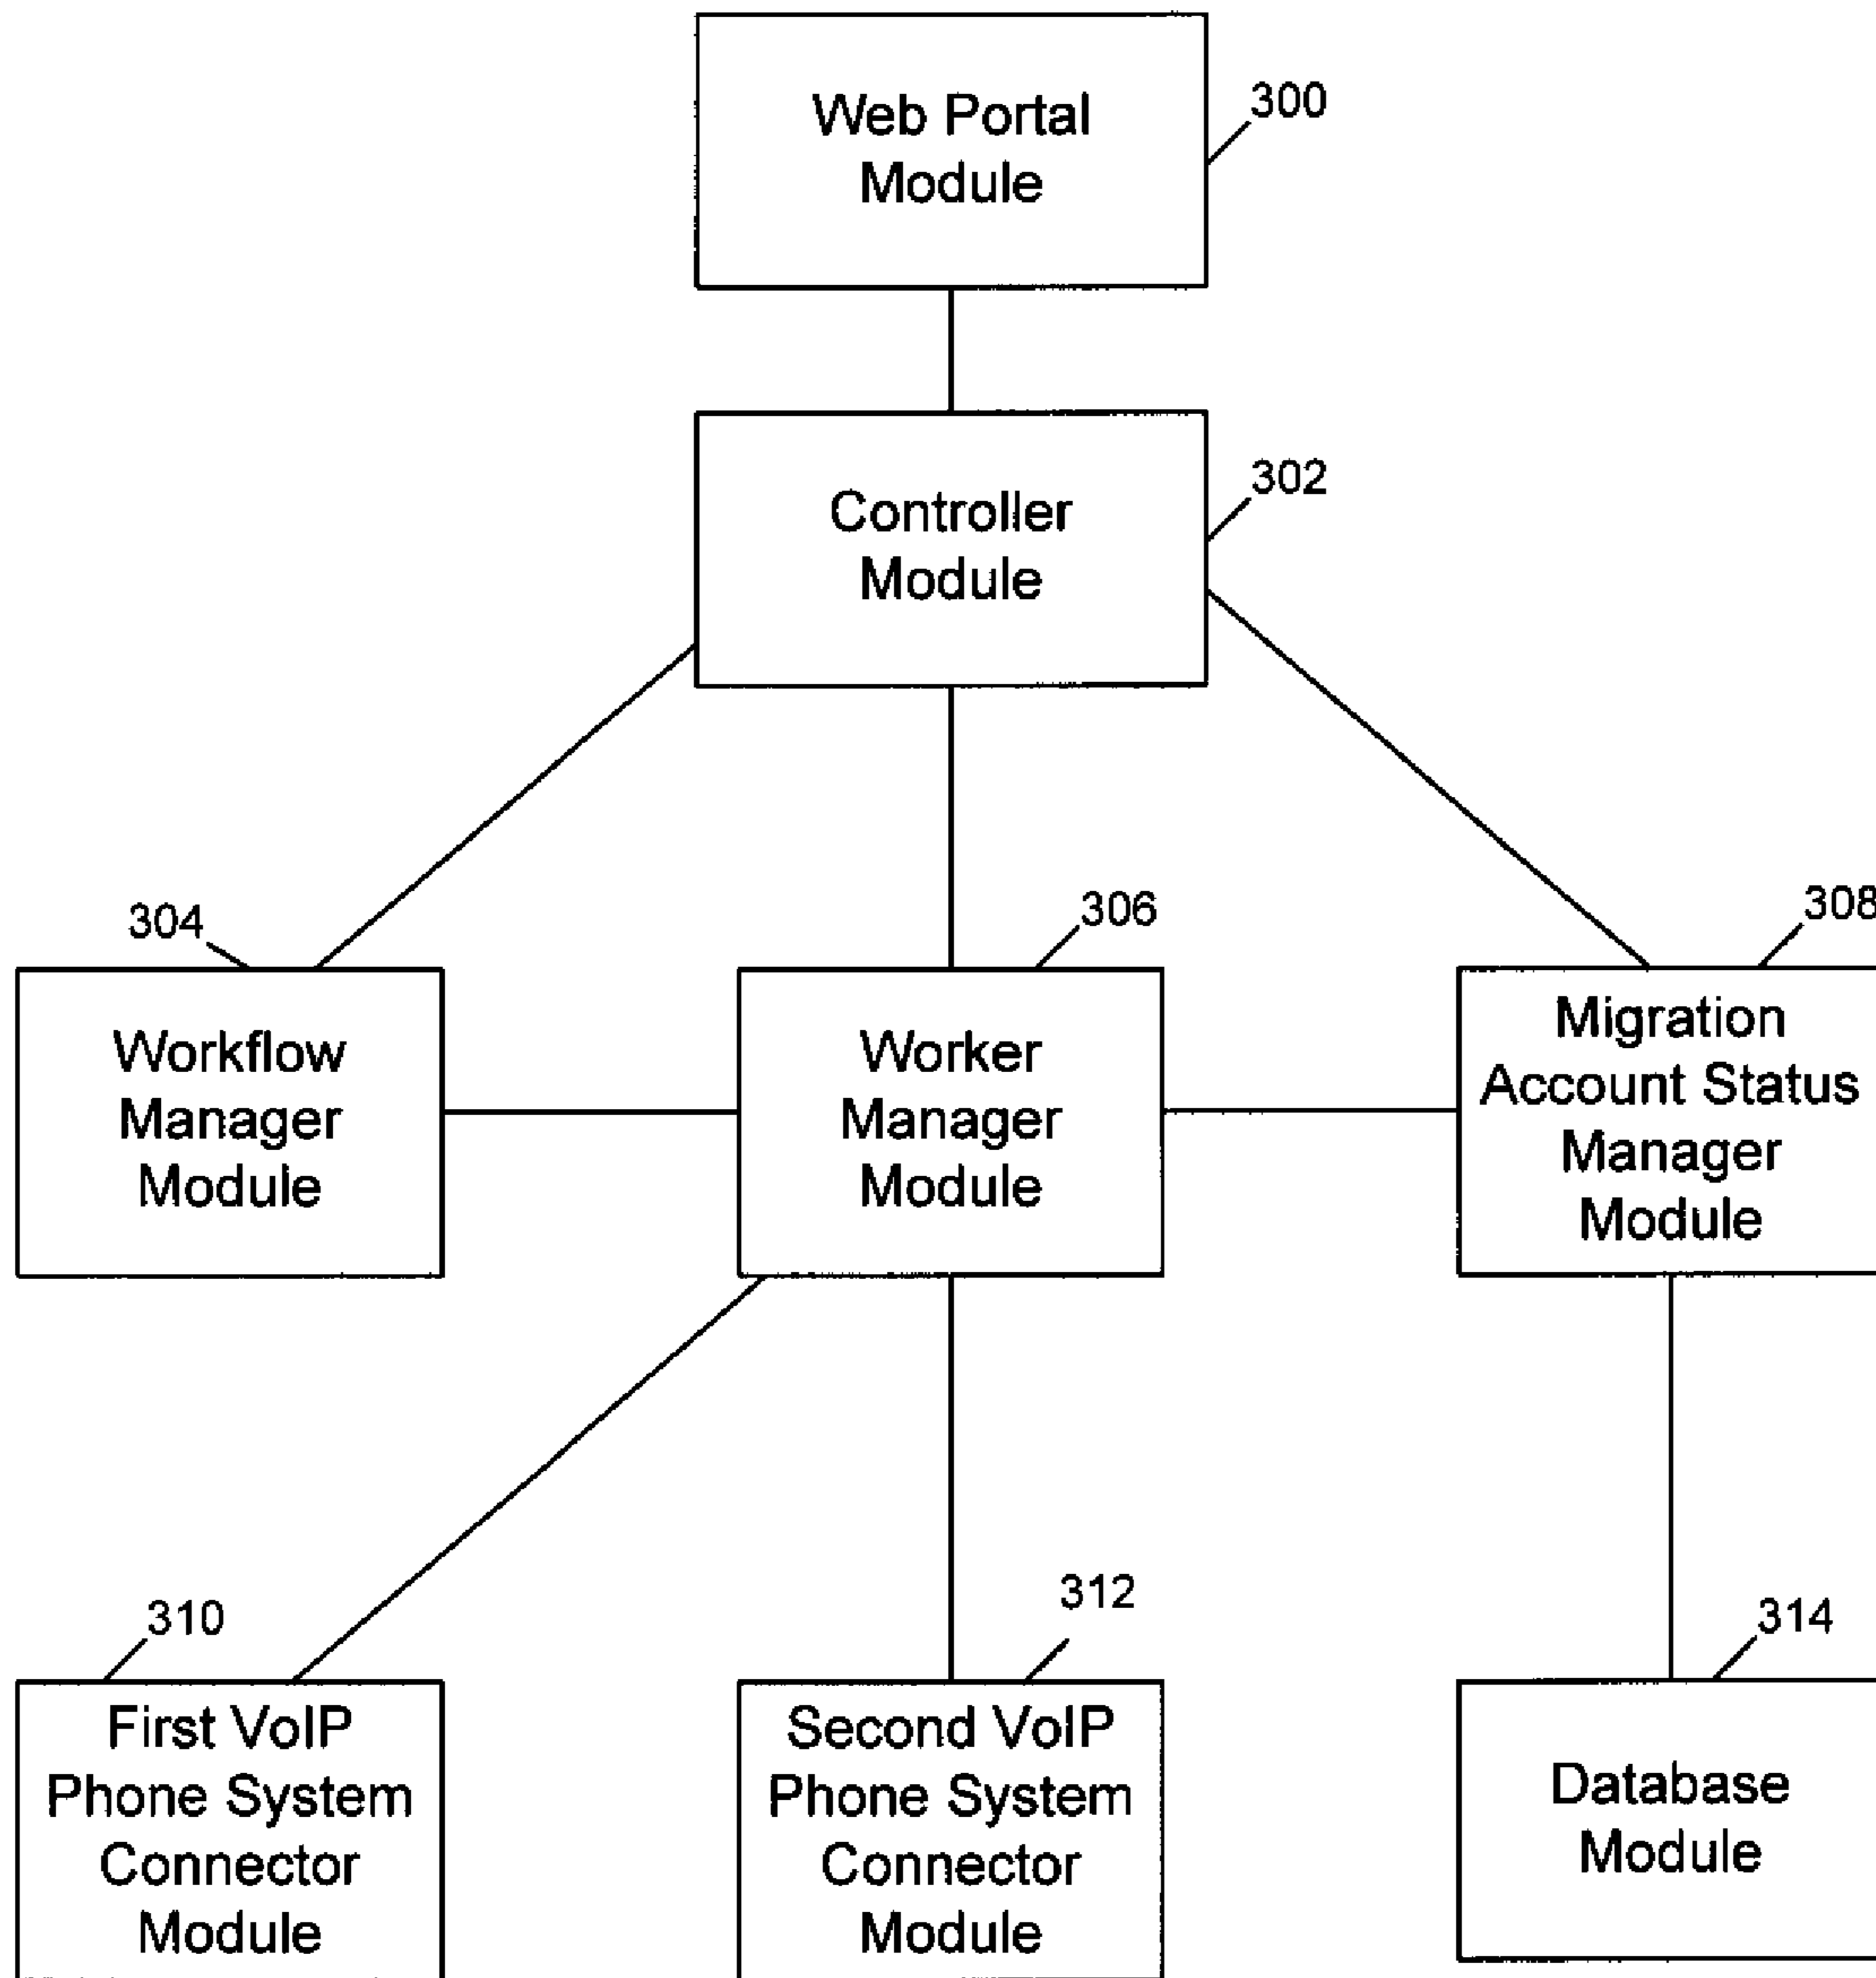 Web Portal
Module
300
Controller
Module
302
304
306
308
Workflow
Manager
Module
Worker
Manager
Module
Migration
Account Status
Manager
Module
310
312
314
First VoIP
Phone System
Connector
Module
Second VoIP
Phone System
Connector
Module
Database
Module